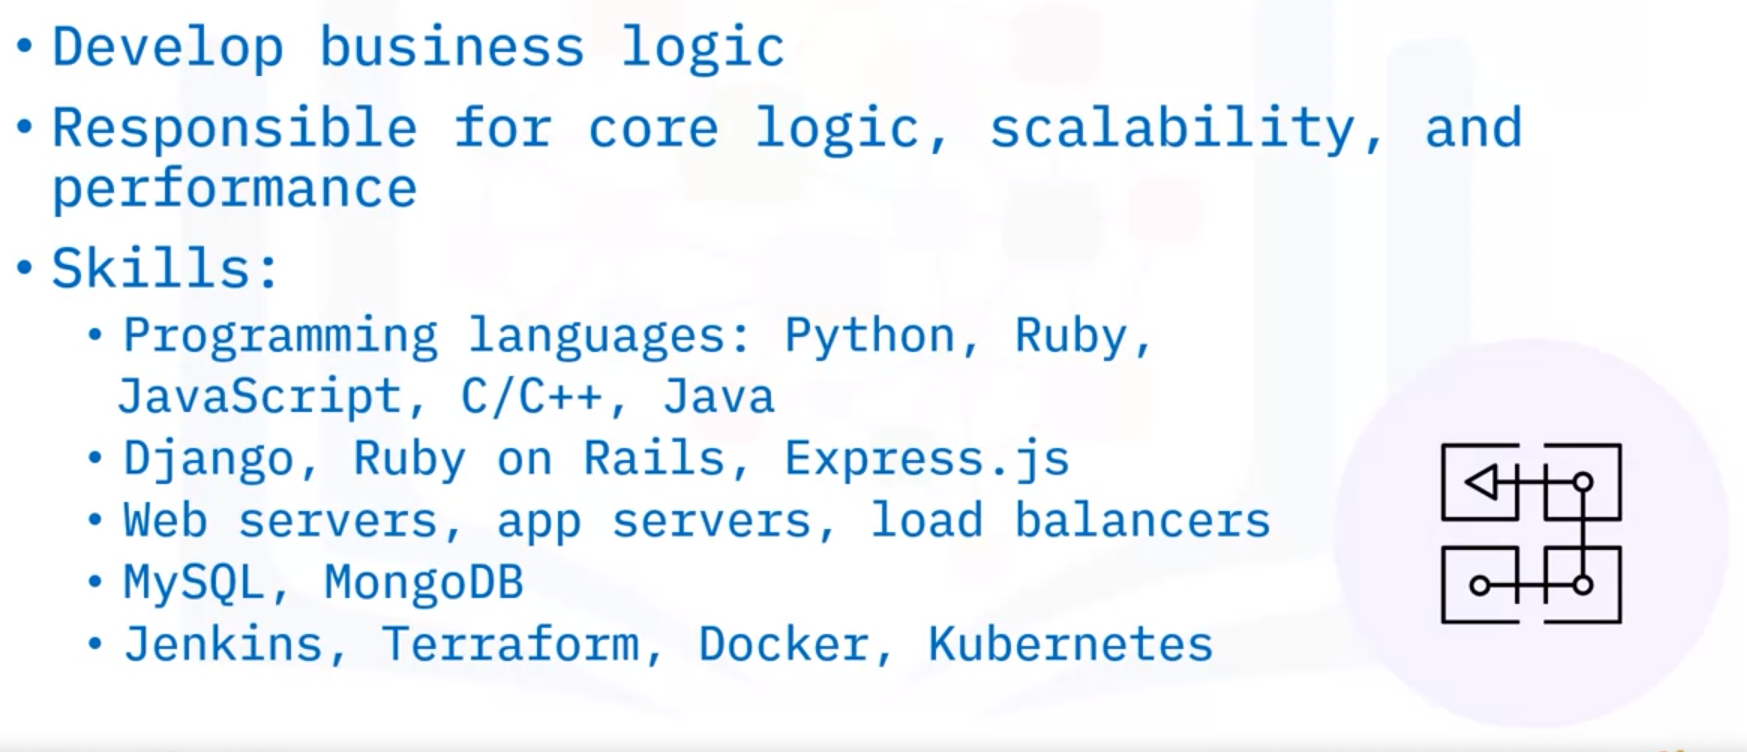 • Develop business logic
• Responsible for core logic, scalability, and
performance
• Skills:
• Programming languages: Python, Ruby,
JavaScript, C/C++, Java
• Django, Ruby on Rails, Express.js
• Web servers, app servers, load balancers
• MySQL, MongoDB
• Jenkins, Terraform, Docker, Kubernetes